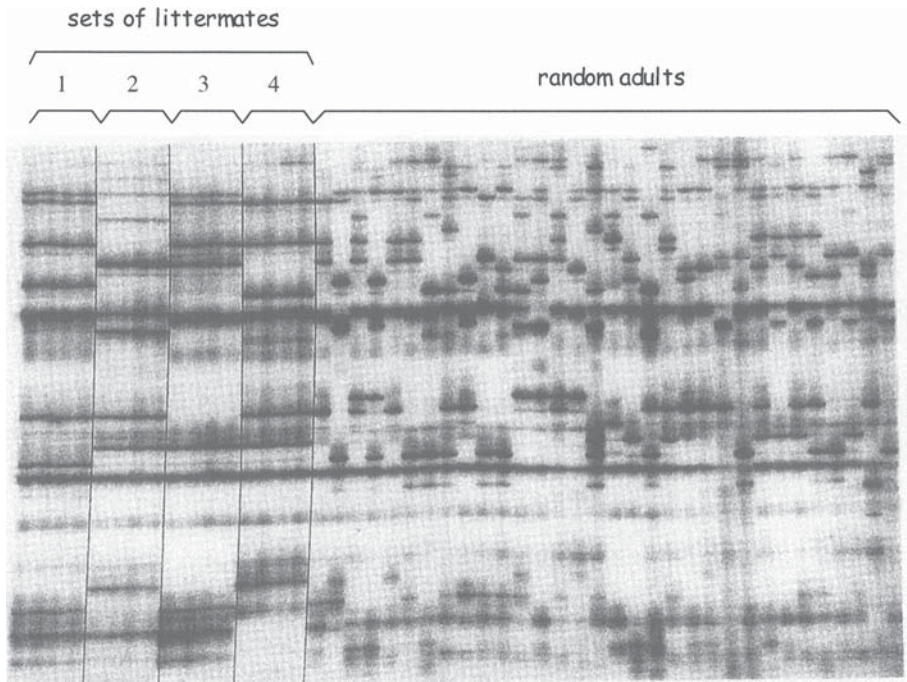 sets of littermates
1 2 3 4
random adults